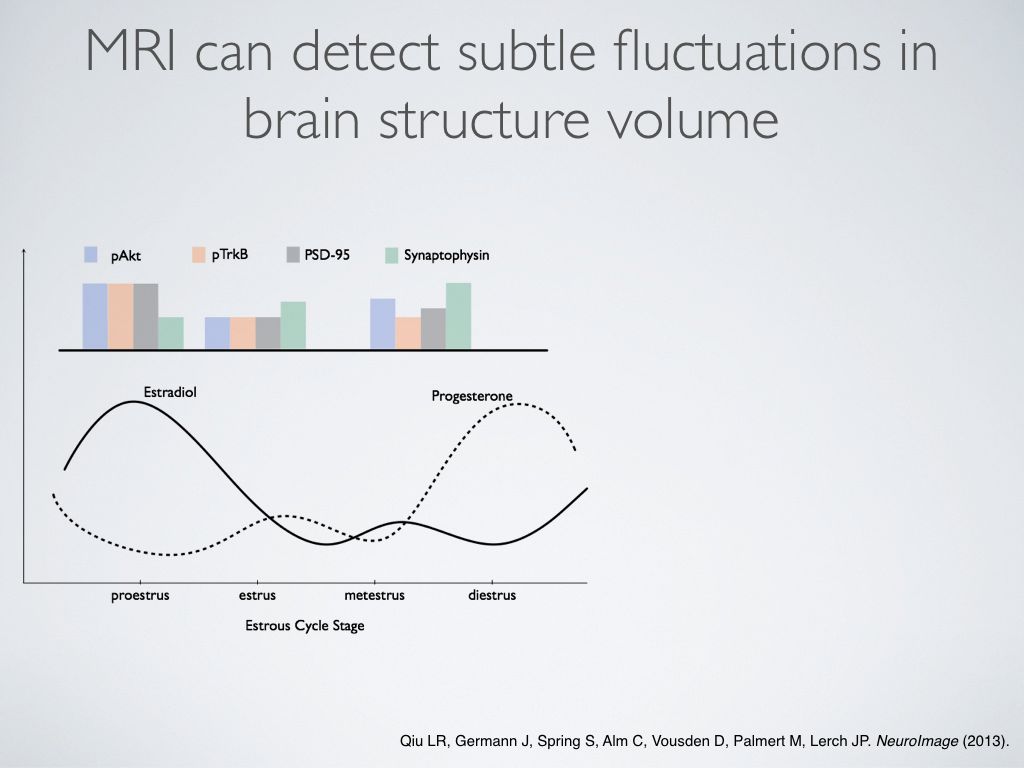 MRI can detect subtle fluctuations in
brain structure volume
pAkt pTrkB PSD-95 Synaptophysin
Estradiol
Progesterone
proestrus estrus metestrus diestrus
Estrous Cycle Stage
Qiu LR, Germann J, Spring S, Alm C, Vousden D, Palmert M, Lerch JP. NeuroImage (2013).